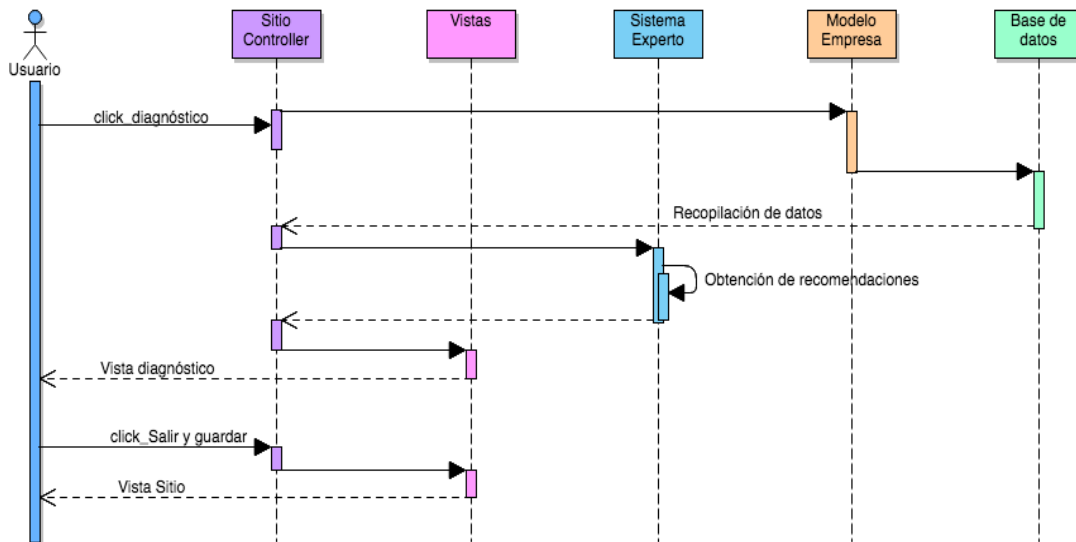 Usuario
Sitio
Controller
Vistas
Sistema
Experto
Modelo
Empresa
Base de
datos
click_diagnóstico
Recopilación de datos
Obtención de recomendaciones
Vista diagnóstico
click_Salir y guardar
Vista Sitio